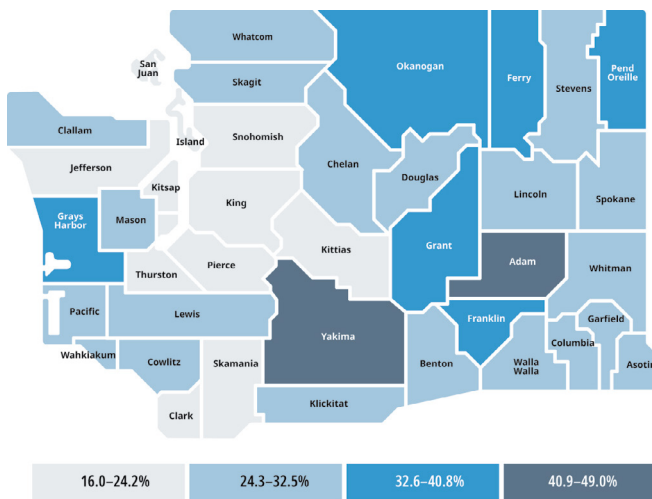 Whatcom
San
Juan
Skagit
Okanogan
Ferry
Pend
Oreille
Stevens
Clallam
Island
Snohomish
Chelan
Douglas
Jefferson
Kitsap
King
Lincoln
Spokane
Grays
Harbor
Mason
Kittias
Grant
Adam
Whitman
Thurston
Pierce
Pacific
Lewis
Yakima
Franklin
Garfield
Columbia
Wahkiakum
Cowlitz
Skamania
Benton
Walla
Walla
Asotin
Clark
Klickitat
16.0–24.2%
24.3–32.5%
32.6–40.8%
40.9–49.0%